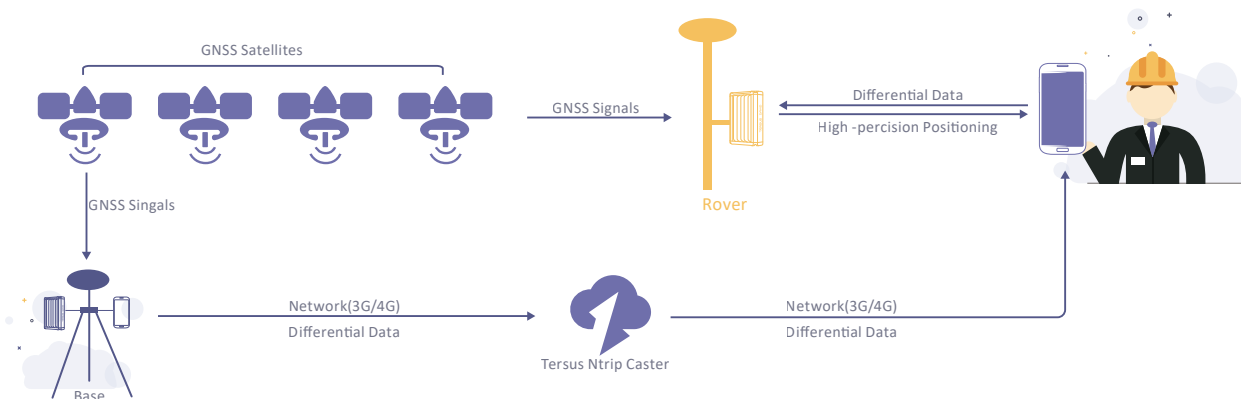 GNSS Satellites
GNSS Signals
Differential Data
High -percision Positioning
Rover
GNSS Singals
Network(3G/4G)
Differential Data
Tersus Ntrip Caster
Network(3G/4G)
Differential Data
Base